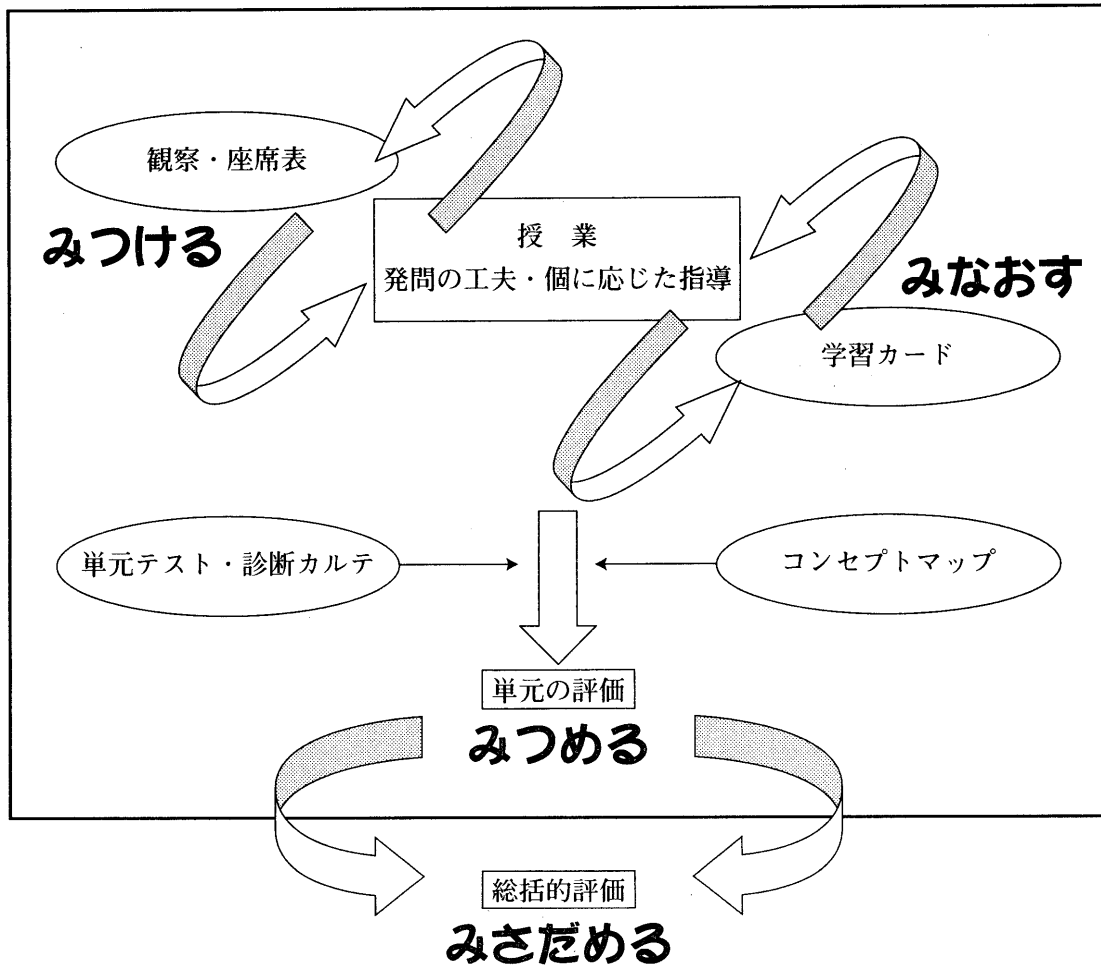 観察・座席表
みつける
授 業
発問の工夫・個に応じた指導
みなおす
学習カード
単元テスト・診断カルテ
コンセプトマップ
単元の評価
みつめる
総括的評価
みさだめる